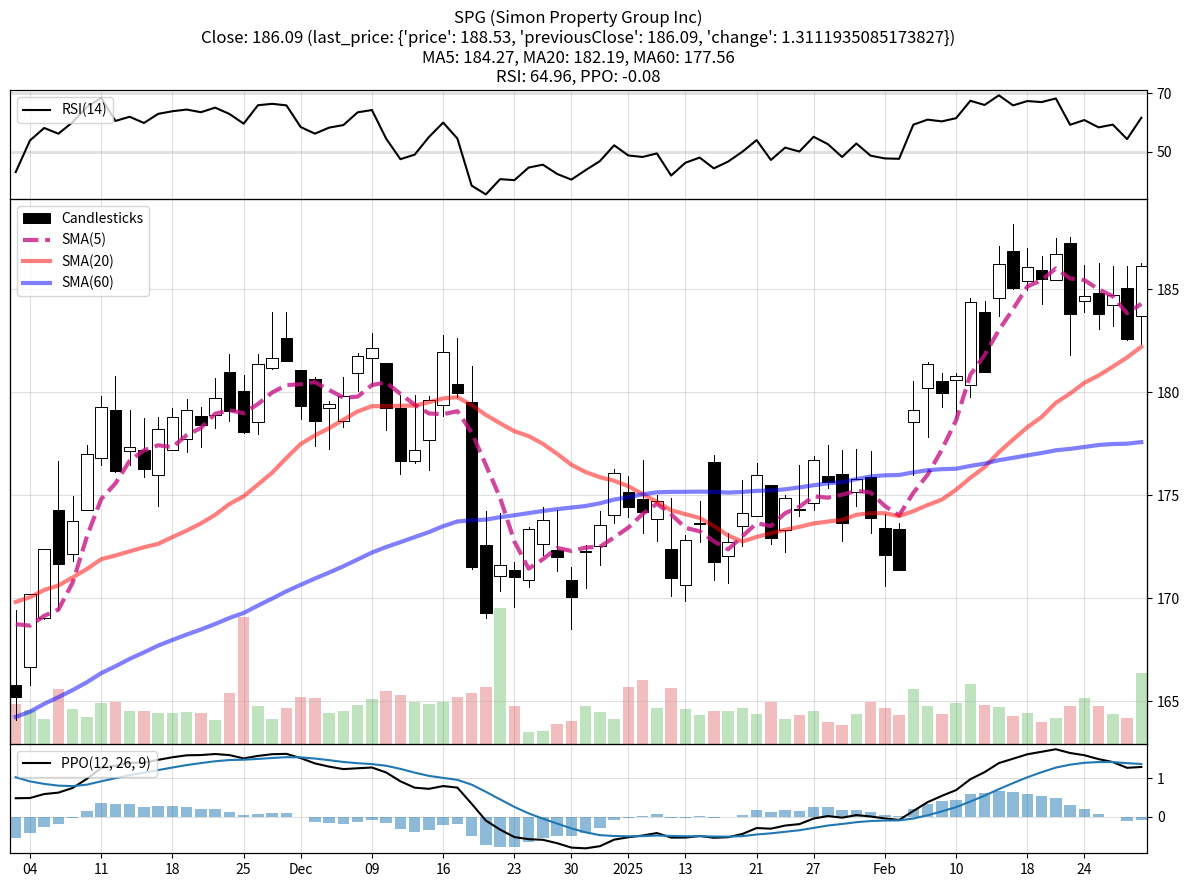 SPG (Simon Property Group Inc)
Close: 186.09 (last_price: {'price': 188.53, 'previousClose': 186.09, 'change': 1.3111935085173827})
MA5: 184.27, MA20: 182.19, MA60: 177.56
RSI: 64.96, PPO: -0.08
RSI(14)
70
50
Candlesticks
SMA(5)
SMA(20)
SMA(60)
185
180
175
170
165
PPO(12, 26, 9)
1
0
04 11 18 25 Dec 09 16 23 30 2025 13 21 27 Feb 10 18 24